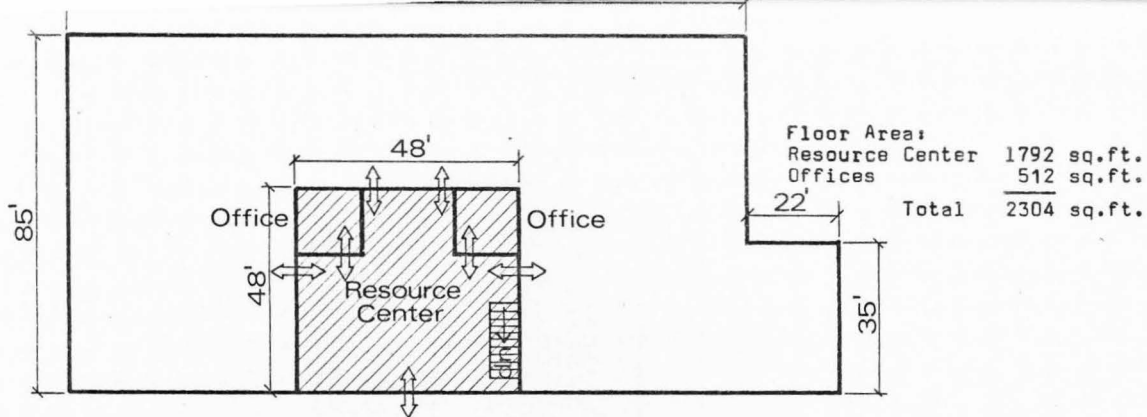 48'
85'
Office
Office
48'
Resource
Center
dn
22'
35'
Floor Area:
Resource Center 1792 sq.ft.
Offices 512 sq.ft.
Total 2304 sq.ft.